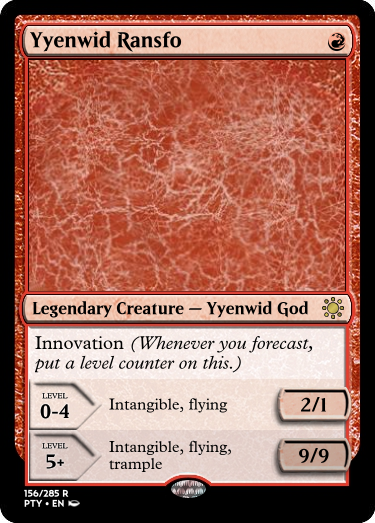 Yyenwid Ransfo
Legendary Creature — Yyenwid God
Innovation (Whenever you forecast,
put a level counter on this.)
LEVEL
0-4
Intangible, flying
2/1
LEVEL
5+
Intangible, flying,
trample
9/9
156/285 R
PTY • EN